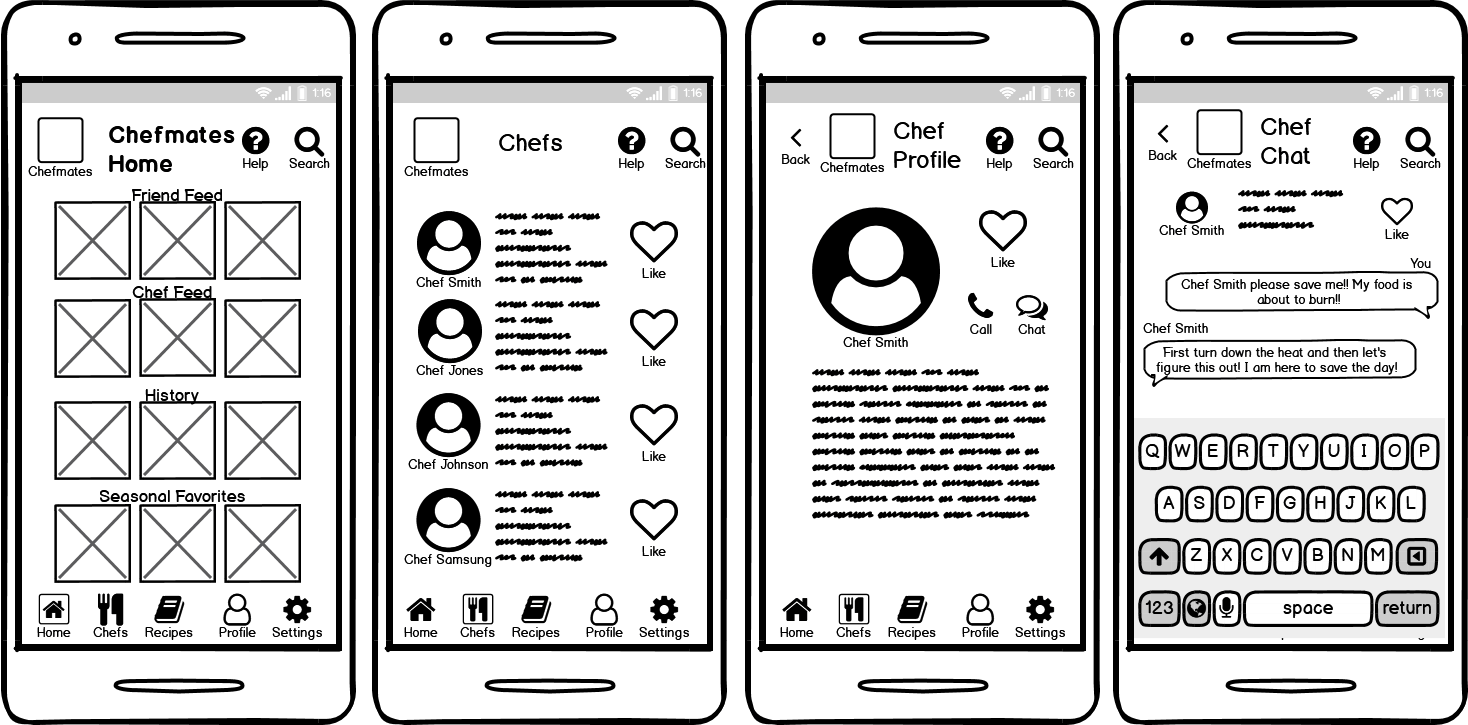 1:16
Chefmates
Chefmates
Home
Help
Search
Friend Feed
Chef Feed
History
Seasonal Favorites
Home
Chefs
Recipes
Profile
Settings
1:16
Chefmates
Chefs
Help
Search
Chef Smith
Like
Chef Jones
Like
Chef Johnson
Like
Chef Samsung
Like
Home
Chefs
Recipes
Profile
Settings
1:16
Back
Chefmates
Chef
Profile
Help
Search
Chef Smith
Like
Call
Chat
Home
Chefs
Recipes
Profile
Settings
1:16
Back
Chefmates
Chef
Chat
Help
Search
Chef Smith
Like
You
Chef Smith please save me!! My food is
about to burn!!
Chef Smith
First turn down the heat and then let's
figure this out! I am here to save the day!
Q W E R T Y U I O P
A S D F G H J K L
Z X C V B N M
123 space return